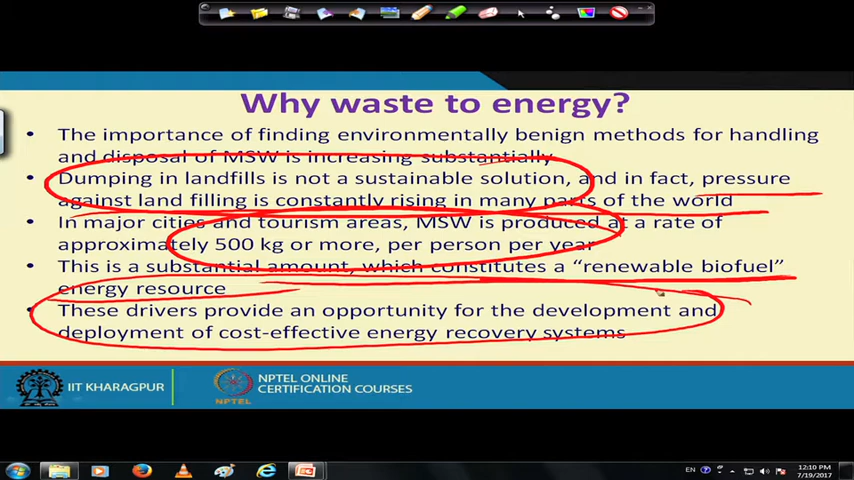 Why waste to energy?
• The importance of finding environmentally benign methods for handling
and disposal of MSW is increasing substantially
• Dumping in landfills is not a sustainable solution, and in fact, pressure
against land filling is constantly rising in many parts of the world
• In major cities and tourism areas, MSW is produced at a rate of
approximately 500 kg or more, per person per year
• This is a substantial amount, which constitutes a “renewable biofuel”
energy resource
• These drivers provide an opportunity for the development and
deployment of cost-effective energy recovery systems
IIT KHARAGPUR
NPTEL ONLINE
CERTIFICATION COURSES
NPTEL
EN
12:10 PM
7/19/2017